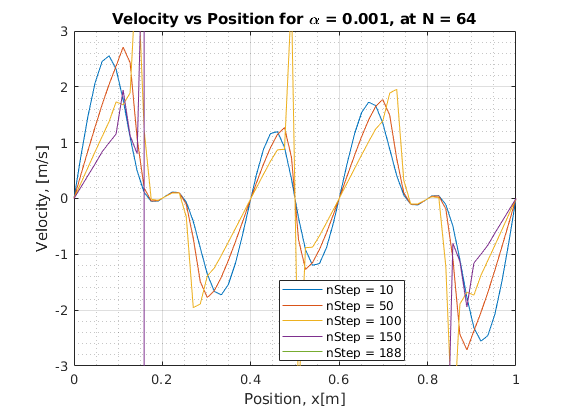 Velocity vs Position for α = 0.001, at N = 64
3
2
1
0
-1
-2
-3
Velocity, [m/s]
nStep = 10
nStep = 50
nStep = 100
nStep = 150
nStep = 188
0 0.2 0.4 0.6 0.8 1
Position, x[m]